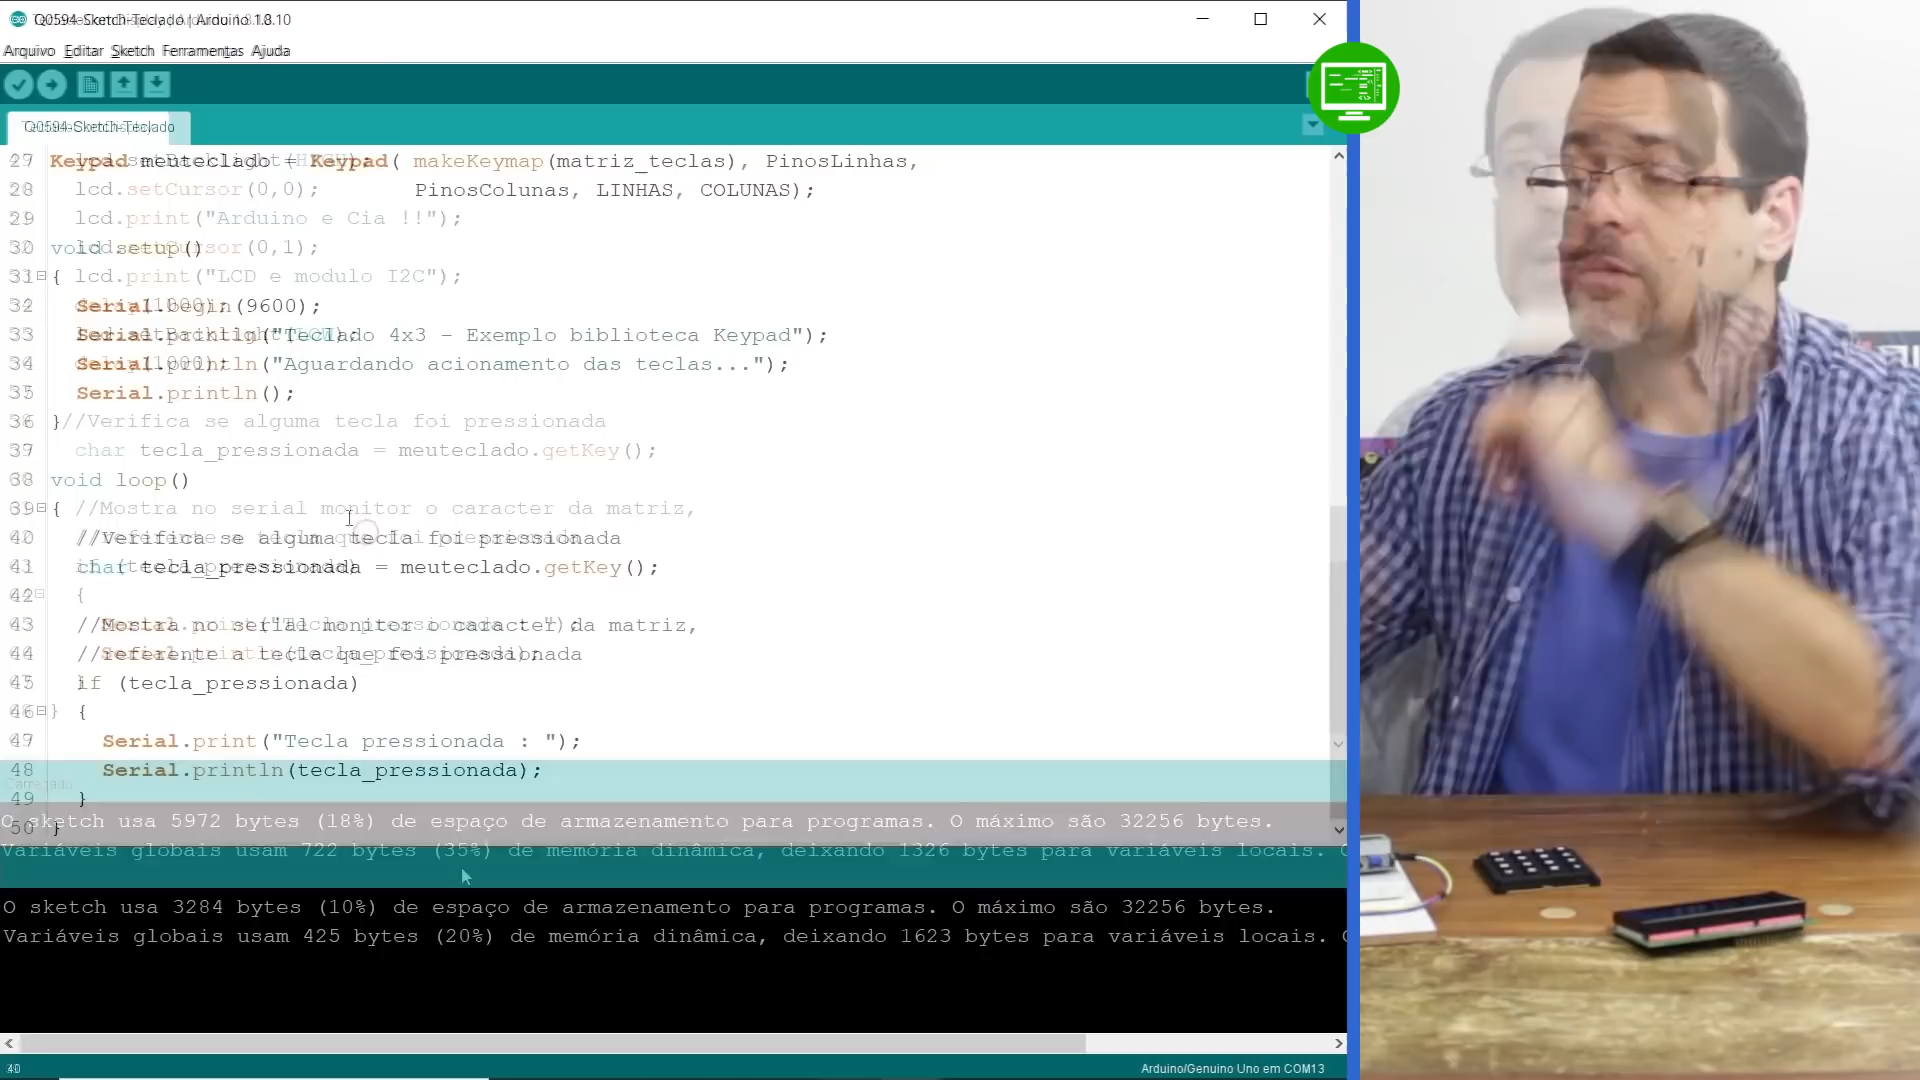 Q0594-Sketch-Teclado | Arduino 1.8.10
Arquivo Editar Sketch Ferramentas Ajuda
Q0594-Sketch-Teclado
27 Keypad meuteclado = Keypad( makeKeymap(matriz_teclas), PinosLinhas,
28 PinosColunas, LINHAS, COLUNAS);
lcd.setCursor(0,0);
29
lcd.print("Arduino e Cia !!");
30 void setup()
lcd.setCursor(0,1);
31 {
lcd.print("LCD e modulo I2C");
32 Serial.begin(9600);
33 Serial.println("Teclado 4x3 - Exemplo biblioteca Keypad");
34 Serial.println("Aguardando acionamento das teclas...");
35 Serial.println();
36 }
//Verifica se alguma tecla foi pressionada
37
char tecla_pressionada = meuteclado.getKey();
38 void loop()
39 {
//Mostra no serial monitor o caracter da matriz,
40 //Verifica se alguma tecla foi pressionada
41 char tecla_pressionada = meuteclado.getKey();
42
{
43 //Mostra no serial monitor o caracter da matriz,
44 //referente a tecla que foi pressionada
45 if (tecla_pressionada)
46 {
}
47 Serial.print("Tecla pressionada : ");
48 Serial.println(tecla_pressionada);
Carregado
49 }
50 }
O sketch usa 5972 bytes (18%) de espaço de armazenamento para programas. O máximo são 32256 bytes.
Variáveis globais usam 722 bytes (35%) de memória dinâmica, deixando 1326 bytes para variáveis locais. O
O sketch usa 3284 bytes (10%) de espaço de armazenamento para programas. O máximo são 32256 bytes.
Variáveis globais usam 425 bytes (20%) de memória dinâmica, deixando 1623 bytes para variáveis locais. O
Arduino/Genuino Uno em COM13